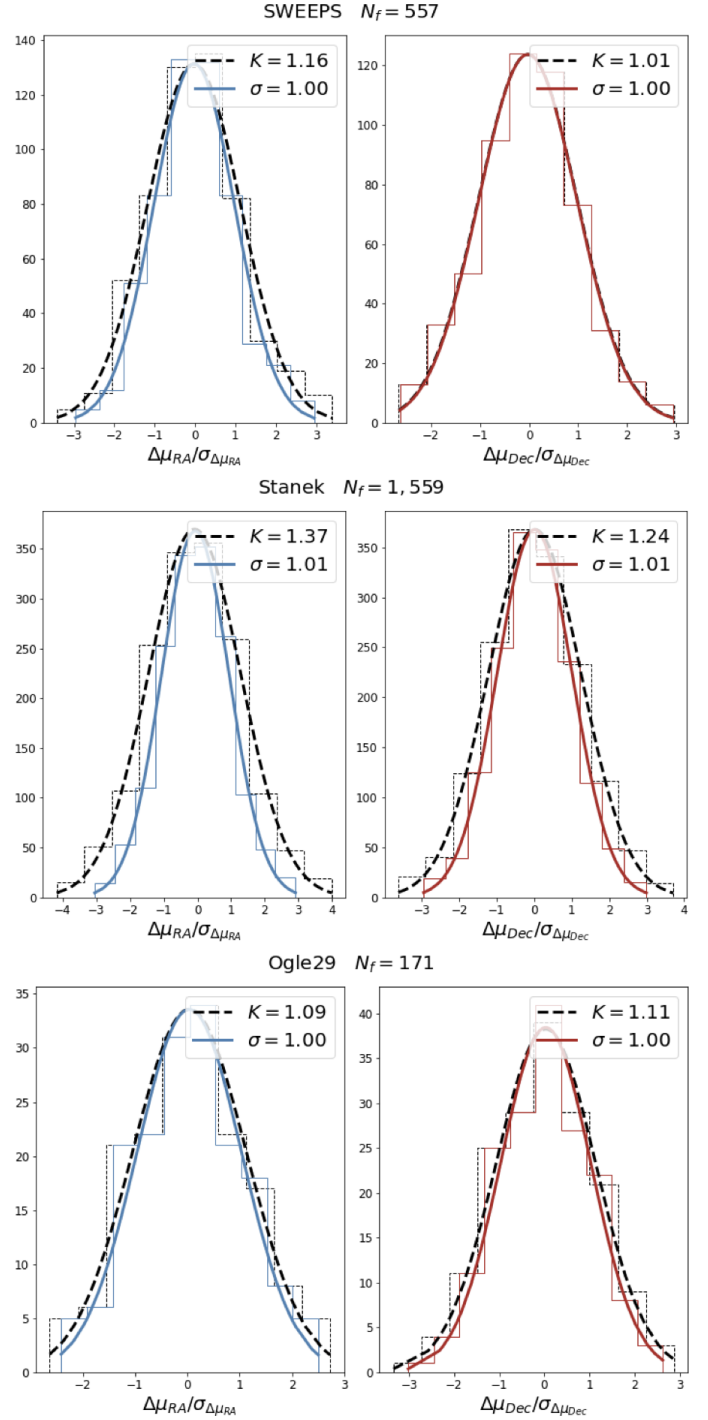 SWEEPS N_f = 557
K = 1.16
σ = 1.00
140
120
100
80
60
40
20
0
−3 −2 −1 0 1 2 3
Δμ_RA/σ_Δμ_RA
K = 1.01
σ = 1.00
120
100
80
60
40
20
0
−2 −1 0 1 2 3
Δμ_Dec/σ_Δμ_Dec
Stanek N_f = 1,559
K = 1.37
σ = 1.01
350
300
250
200
150
100
50
0
−4 −3 −2 −1 0 1 2 3 4
Δμ_RA/σ_Δμ_RA
K = 1.24
σ = 1.01
350
300
250
200
150
100
50
0
−3 −2 −1 0 1 2 3 4
Δμ_Dec/σ_Δμ_Dec
Ogle29 N_f = 171
K = 1.09
σ = 1.00
35
30
25
20
15
10
5
0
−2 −1 0 1 2 3
Δμ_RA/σ_Δμ_RA
K = 1.11
σ = 1.00
40
35
30
25
20
15
10
5
0
−3 −2 −1 0 1 2 3
Δμ_Dec/σ_Δμ_Dec